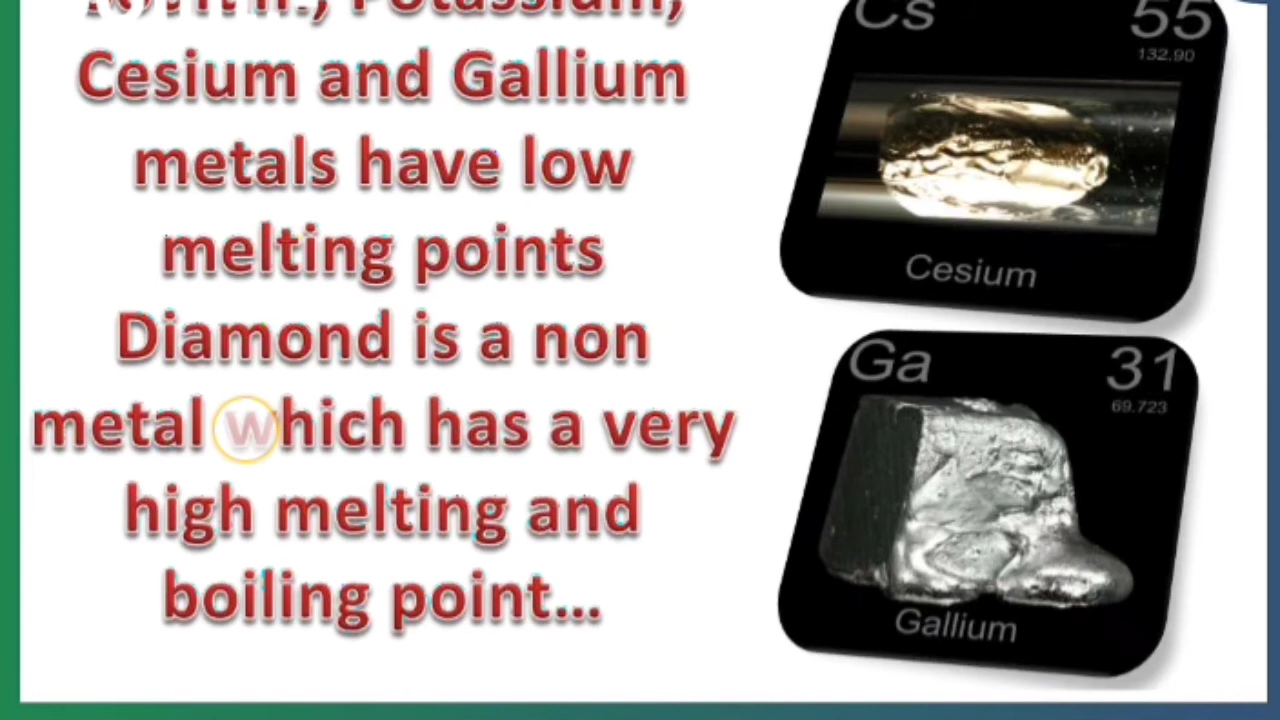 Potassium,
Cesium and Gallium
metals have low
melting points
Diamond is a non
metal which has a very
high melting and
boiling point...
Cs 55
132.90
Cesium
Ga 31
69.723
Gallium